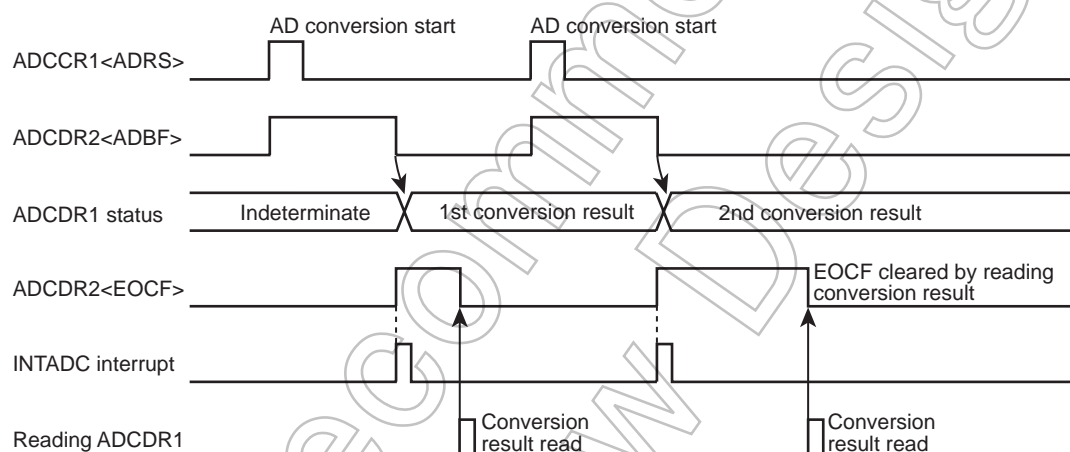 AD conversion start
AD conversion start
ADCCR1<ADRS>
ADCDR2<ADBF>
ADCDR1 status
Indeterminate
1st conversion result
2nd conversion result
ADCDR2<EOCF>
EOCF cleared by reading
conversion result
INTADC interrupt
Reading ADCDR1
Conversion
result read
Conversion
result read